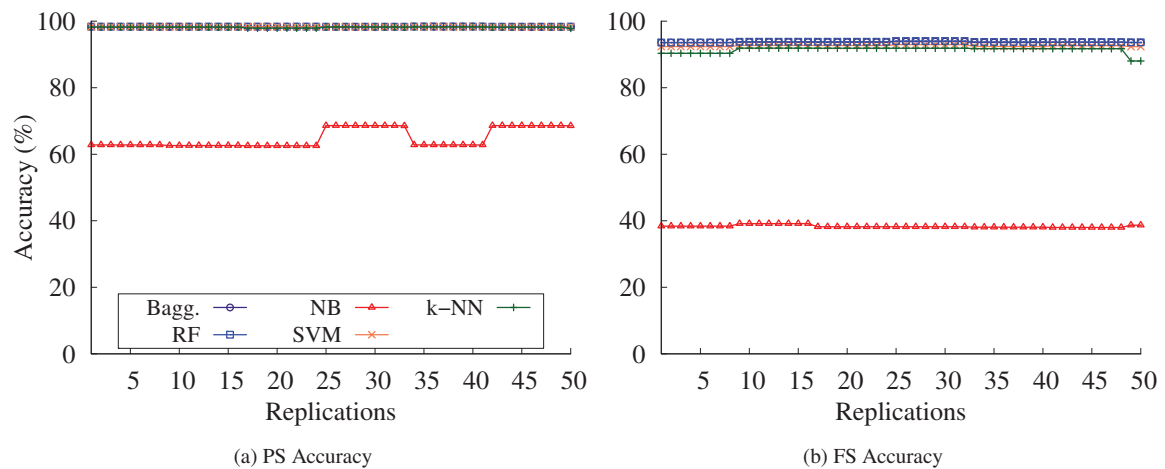 Accuracy (%)
100
80
60
40
20
0
Bagg.
NB
k-NN
RF
SVM
5 10 15 20 25 30 35 40 45 50
Replications
(a) PS Accuracy
100
80
60
40
20
0
5 10 15 20 25 30 35 40 45 50
Replications
(b) FS Accuracy